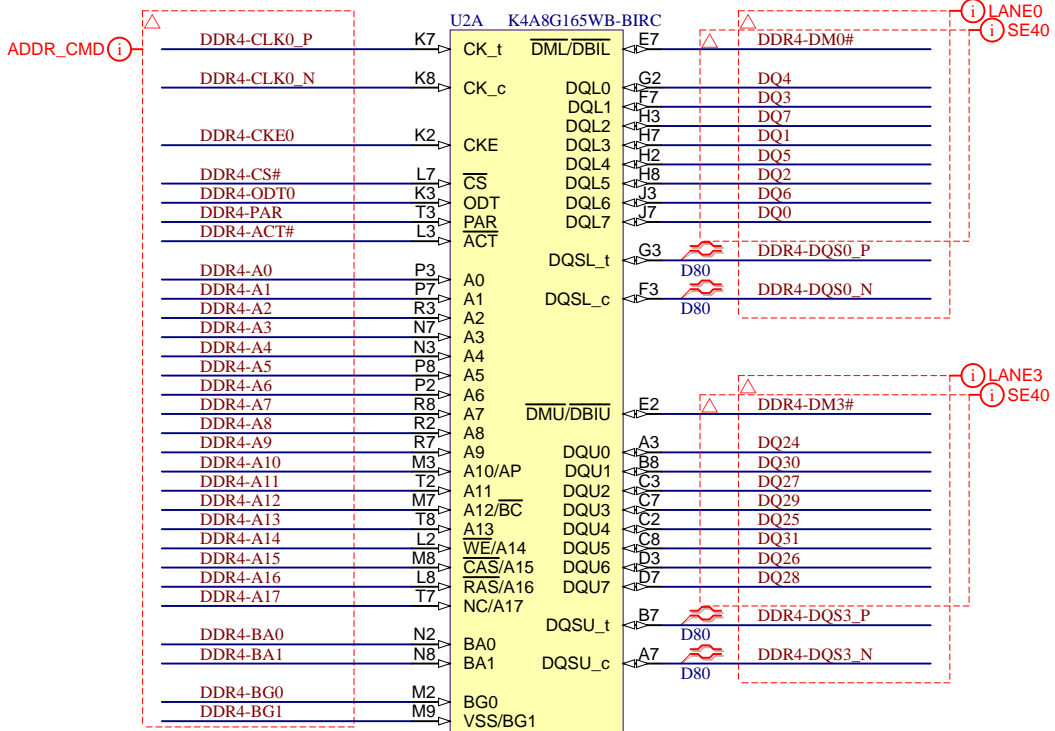 U2A K4A8G165WB-BIRC
ADDR_CMD i
DDR4-CLK0_P K7 CK_t
DDR4-CLK0_N K8 CK_c
DDR4-CKE0 K2 CKE
DDR4-CS# L7 CS
DDR4-ODT0 K3 ODT
DDR4-PAR T3 PAR
DDR4-ACT# L3 ACT
DDR4-A0 P3 A0
DDR4-A1 P7 A1
DDR4-A2 R3 A2
DDR4-A3 N7 A3
DDR4-A4 N3 A4
DDR4-A5 P8 A5
DDR4-A6 P2 A6
DDR4-A7 R8 A7
DDR4-A8 R2 A8
DDR4-A9 R7 A9
DDR4-A10 M3 A10/AP
DDR4-A11 T2 A11
DDR4-A12 M7 A12/BC
DDR4-A13 T8 A13
DDR4-A14 L2 WE/A14
DDR4-A15 M8 CAS/A15
DDR4-A16 L8 RAS/A16
DDR4-A17 T7 NC/A17
DDR4-BA0 N2 BA0
DDR4-BA1 N8 BA1
DDR4-BG0 M2 BG0
DDR4-BG1 M9 VSS/BG1
i LANE0
i SE40
DML/DBIL E7 DDR4-DM0#
DQL0 G2 DQ4
DQL1 F7 DQ3
DQL2 H3 DQ7
DQL3 H7 DQ1
DQL4 H2 DQ5
DQL5 H8 DQ2
DQL6 J3 DQ6
DQL7 J7 DQ0
DQSL_t G3 DDR4-DQS0_P
D80
DQSL_c F3 DDR4-DQS0_N
D80
i LANE3
i SE40
DMU/DBIU E2 DDR4-DM3#
DQU0 A3 DQ24
DQU1 B8 DQ30
DQU2 C3 DQ27
DQU3 C7 DQ29
DQU4 C2 DQ25
DQU5 C8 DQ31
DQU6 D3 DQ26
DQU7 D7 DQ28
DQSU_t B7 DDR4-DQS3_P
D80
DQSU_c A7 DDR4-DQS3_N
D80